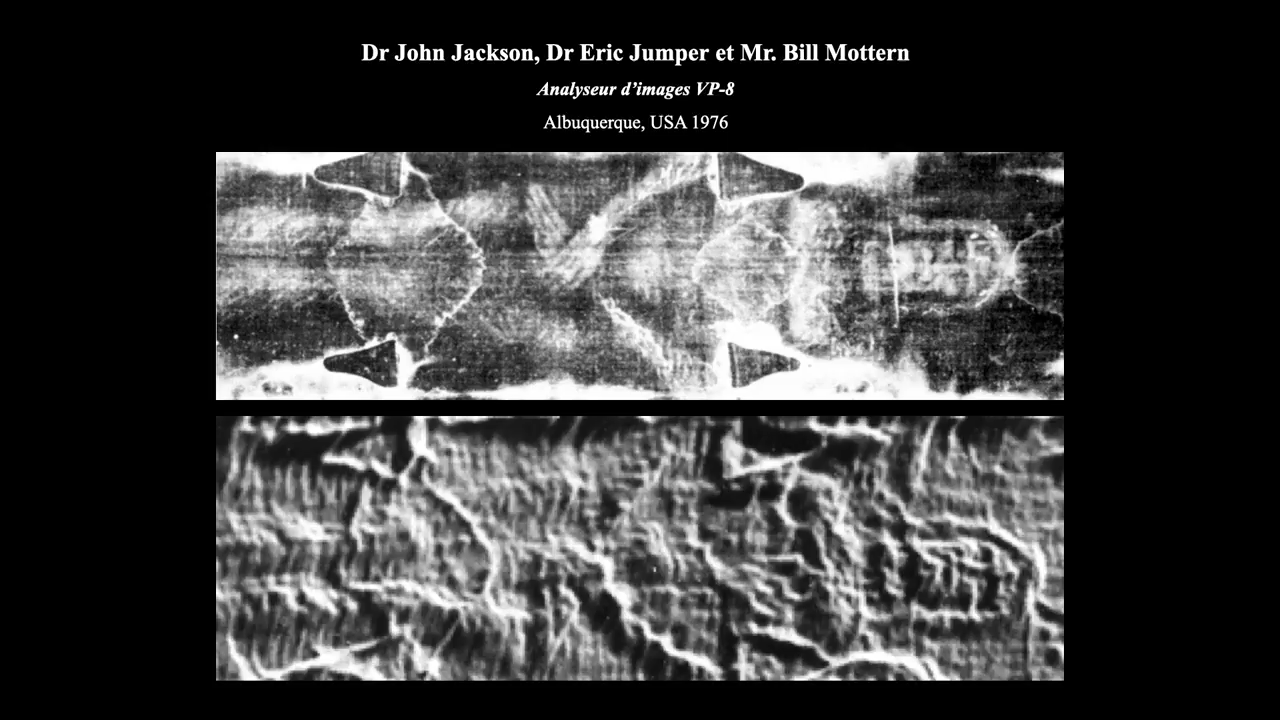 Dr John Jackson, Dr Eric Jumper et Mr. Bill Mottern
Analyseur d’images VP-8
Albuquerque, USA 1976